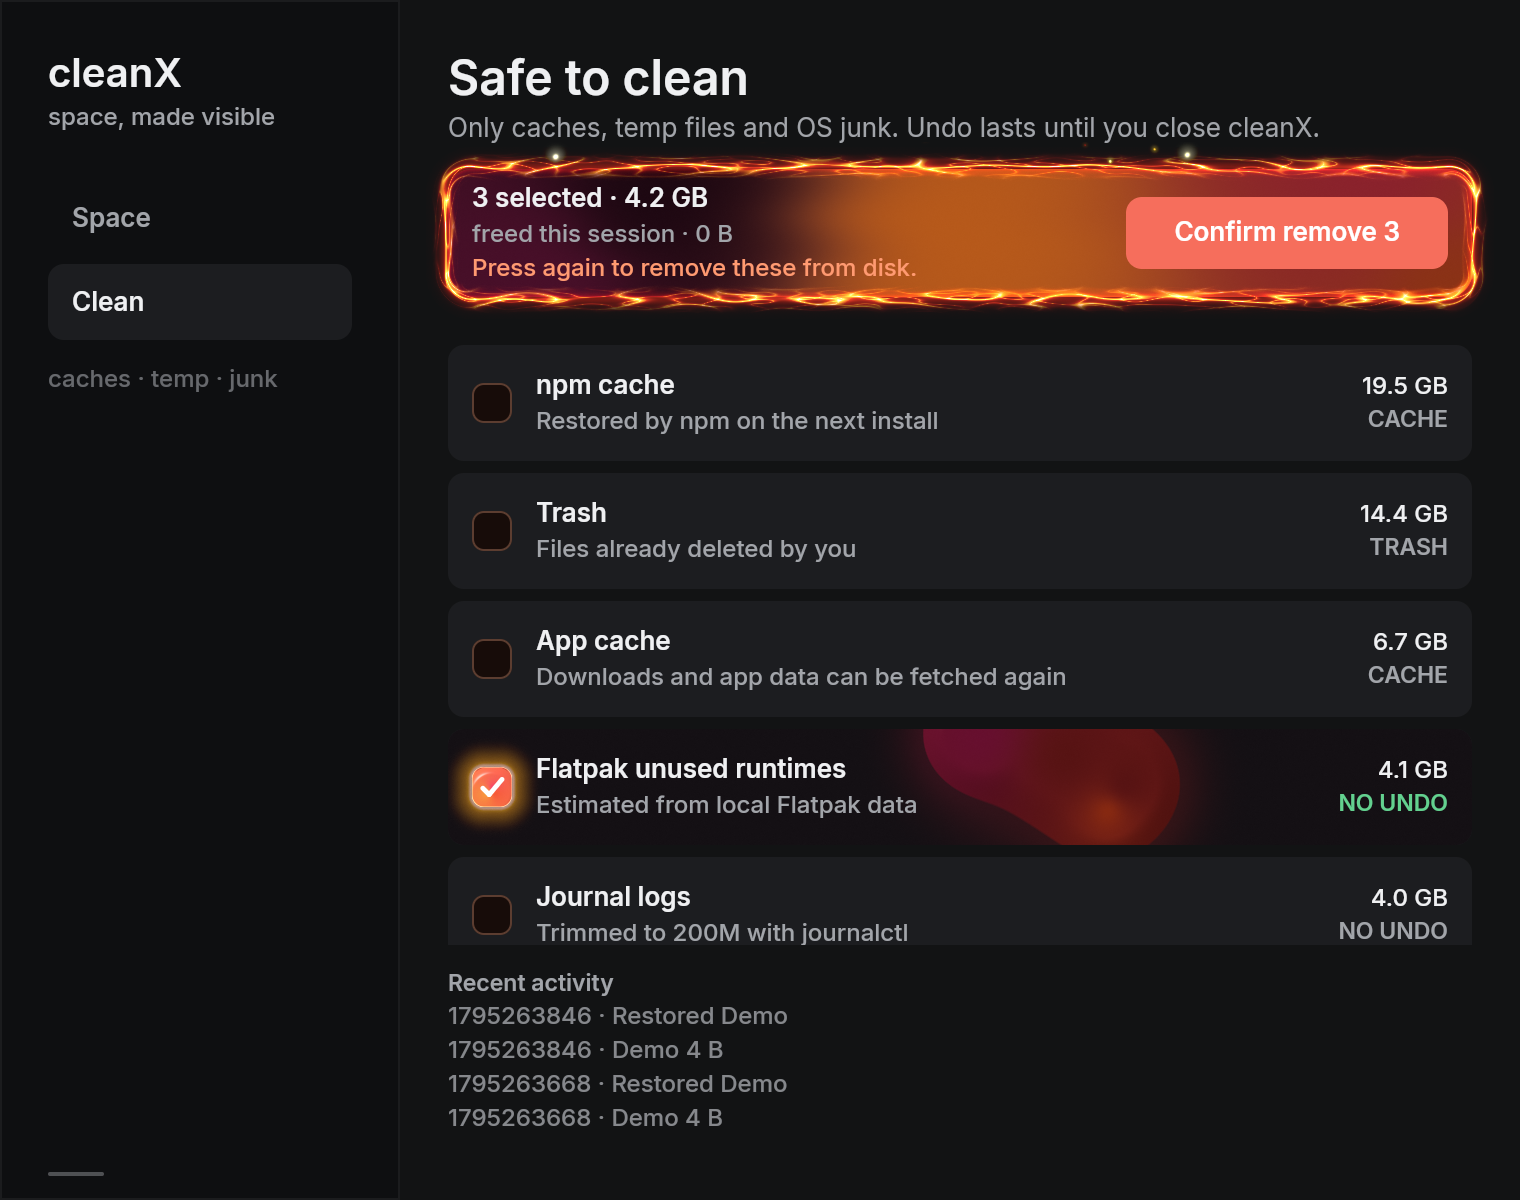 cleanX
space, made visible
Space
Clean
caches · temp · junk
Safe to clean
Only caches, temp files and OS junk. Undo lasts until you close cleanX.
3 selected · 4.2 GB
freed this session · 0 B
Press again to remove these from disk.
Confirm remove 3
npm cache
Restored by npm on the next install
19.5 GB
CACHE
Trash
Files already deleted by you
14.4 GB
TRASH
App cache
Downloads and app data can be fetched again
6.7 GB
CACHE
Flatpak unused runtimes
Estimated from local Flatpak data
4.1 GB
NO UNDO
Journal logs
Trimmed to 200M with journalctl
4.0 GB
NO UNDO
Recent activity
1795263846 · Restored Demo
1795263846 · Demo 4 B
1795263668 · Restored Demo
1795263668 · Demo 4 B